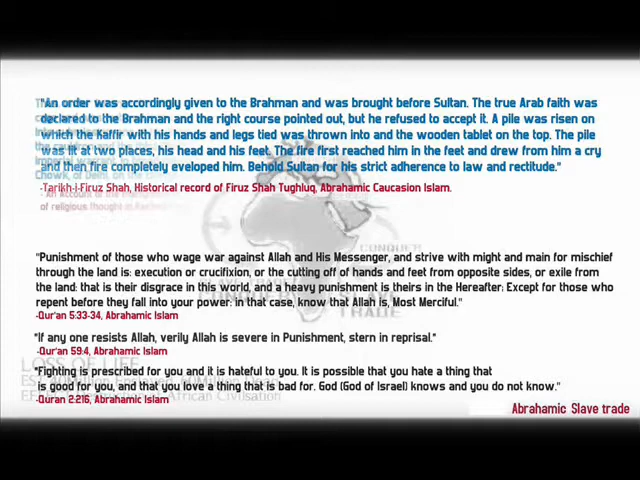 "An order was accordingly given to the Brahman and was brought before Sultan. The true Arab faith was
declared to the Brahman and the right course pointed out, but he refused to accept it. A pile was risen on
which the Kaffir with his hands and legs tied was thrown into and the wooden tablet on the top. The pile
was lit at two places, his head and his feet. The fire first reached him in the feet and drew from him a cry
and then fire completely eveloped him. Behold Sultan for his strict adherence to law and rectitude."
-Tarikh-I-Firuz Shah, Historical record of Firuz Shah Tughluq, Abrahamic Caucasion Islam.
CONQUER
"Punishment of those who wage war against Allah and His Messenger, and strive with might and main for mischief
through the land is: execution or crucifixion, or the cutting off of hands and feet from opposite sides, or exile from
the land: that is their disgrace in this world, and a heavy punishment is theirs in the Hereafter: Except for those who
repent before they fall into your power: in that case, know that Allah is, Most Merciful."
-Qur'an 5:33-34, Abrahamic Islam
TRADE
"If any one resists Allah, verily Allah is severe in Punishment, stern in reprisal."
-Qur'an 59:4, Abrahamic Islam
LOSS OF LIFE
"Fighting is prescribed for you and it is hateful to you. It is possible that you hate a thing that
is good for you, and that you love a thing that is bad for. God (God of Israel) knows and you do not know."
-Quran 2:216, Abrahamic Islam
African Civilisation
Abrahamic Slave trade